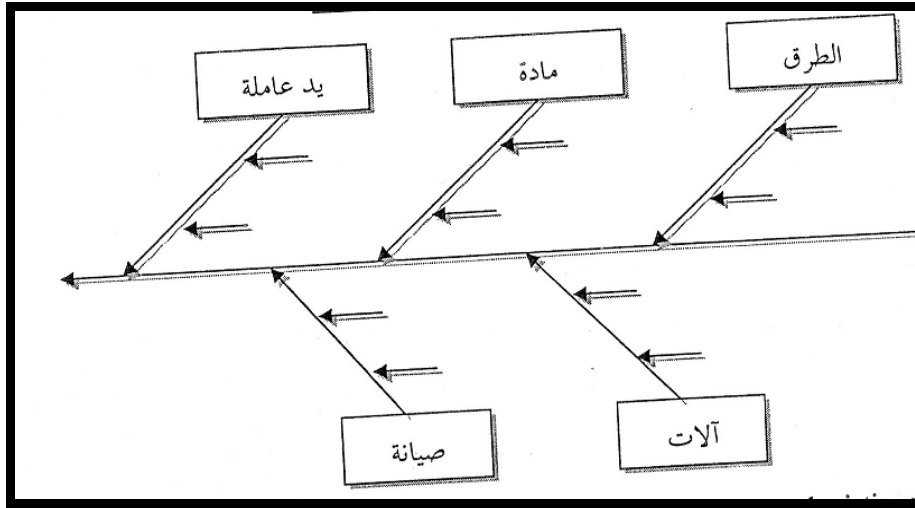 الطرق
مادة
يد عاملة
آلات
صيانة